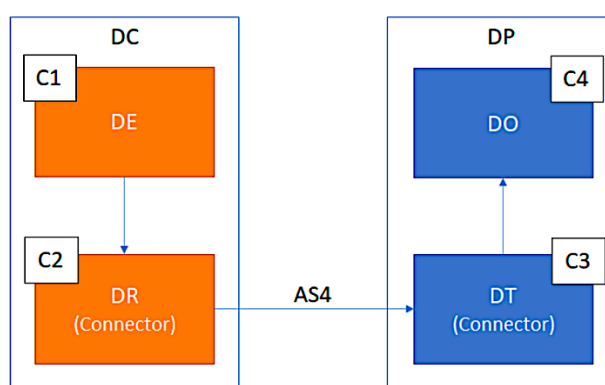 DC
C1
DE
C2
DR
(Connector)
AS4
DP
C4
DO
C3
DT
(Connector)